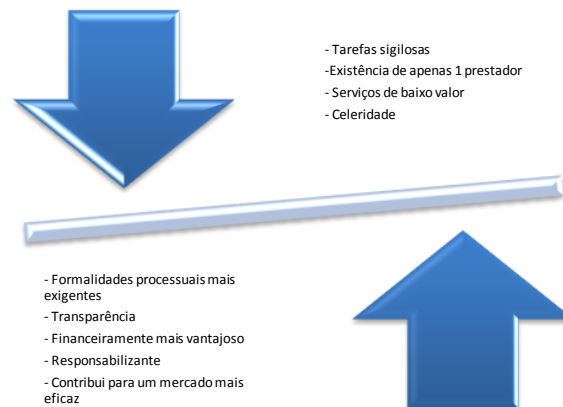 - Tarefas sigilosas
-Existência de apenas 1 prestador
- Serviços de baixo valor
- Celeridade
- Formalidades processuais mais
exigentes
- Transparência
- Financeiramente mais vantajoso
- Responsabilizante
- Contribui para um mercado mais
eficaz